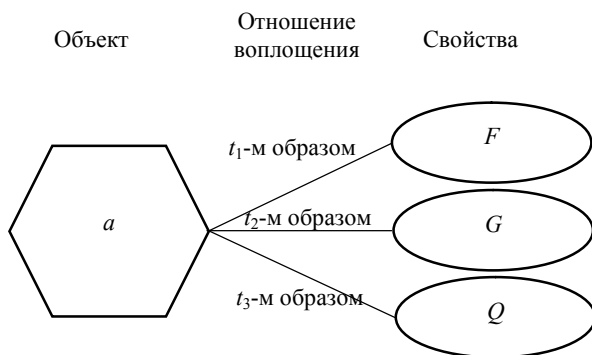 Объект
Отношение
воплощения
Свойства
t₁-м образом
F
a
t₂-м образом
G
t₃-м образом
Q